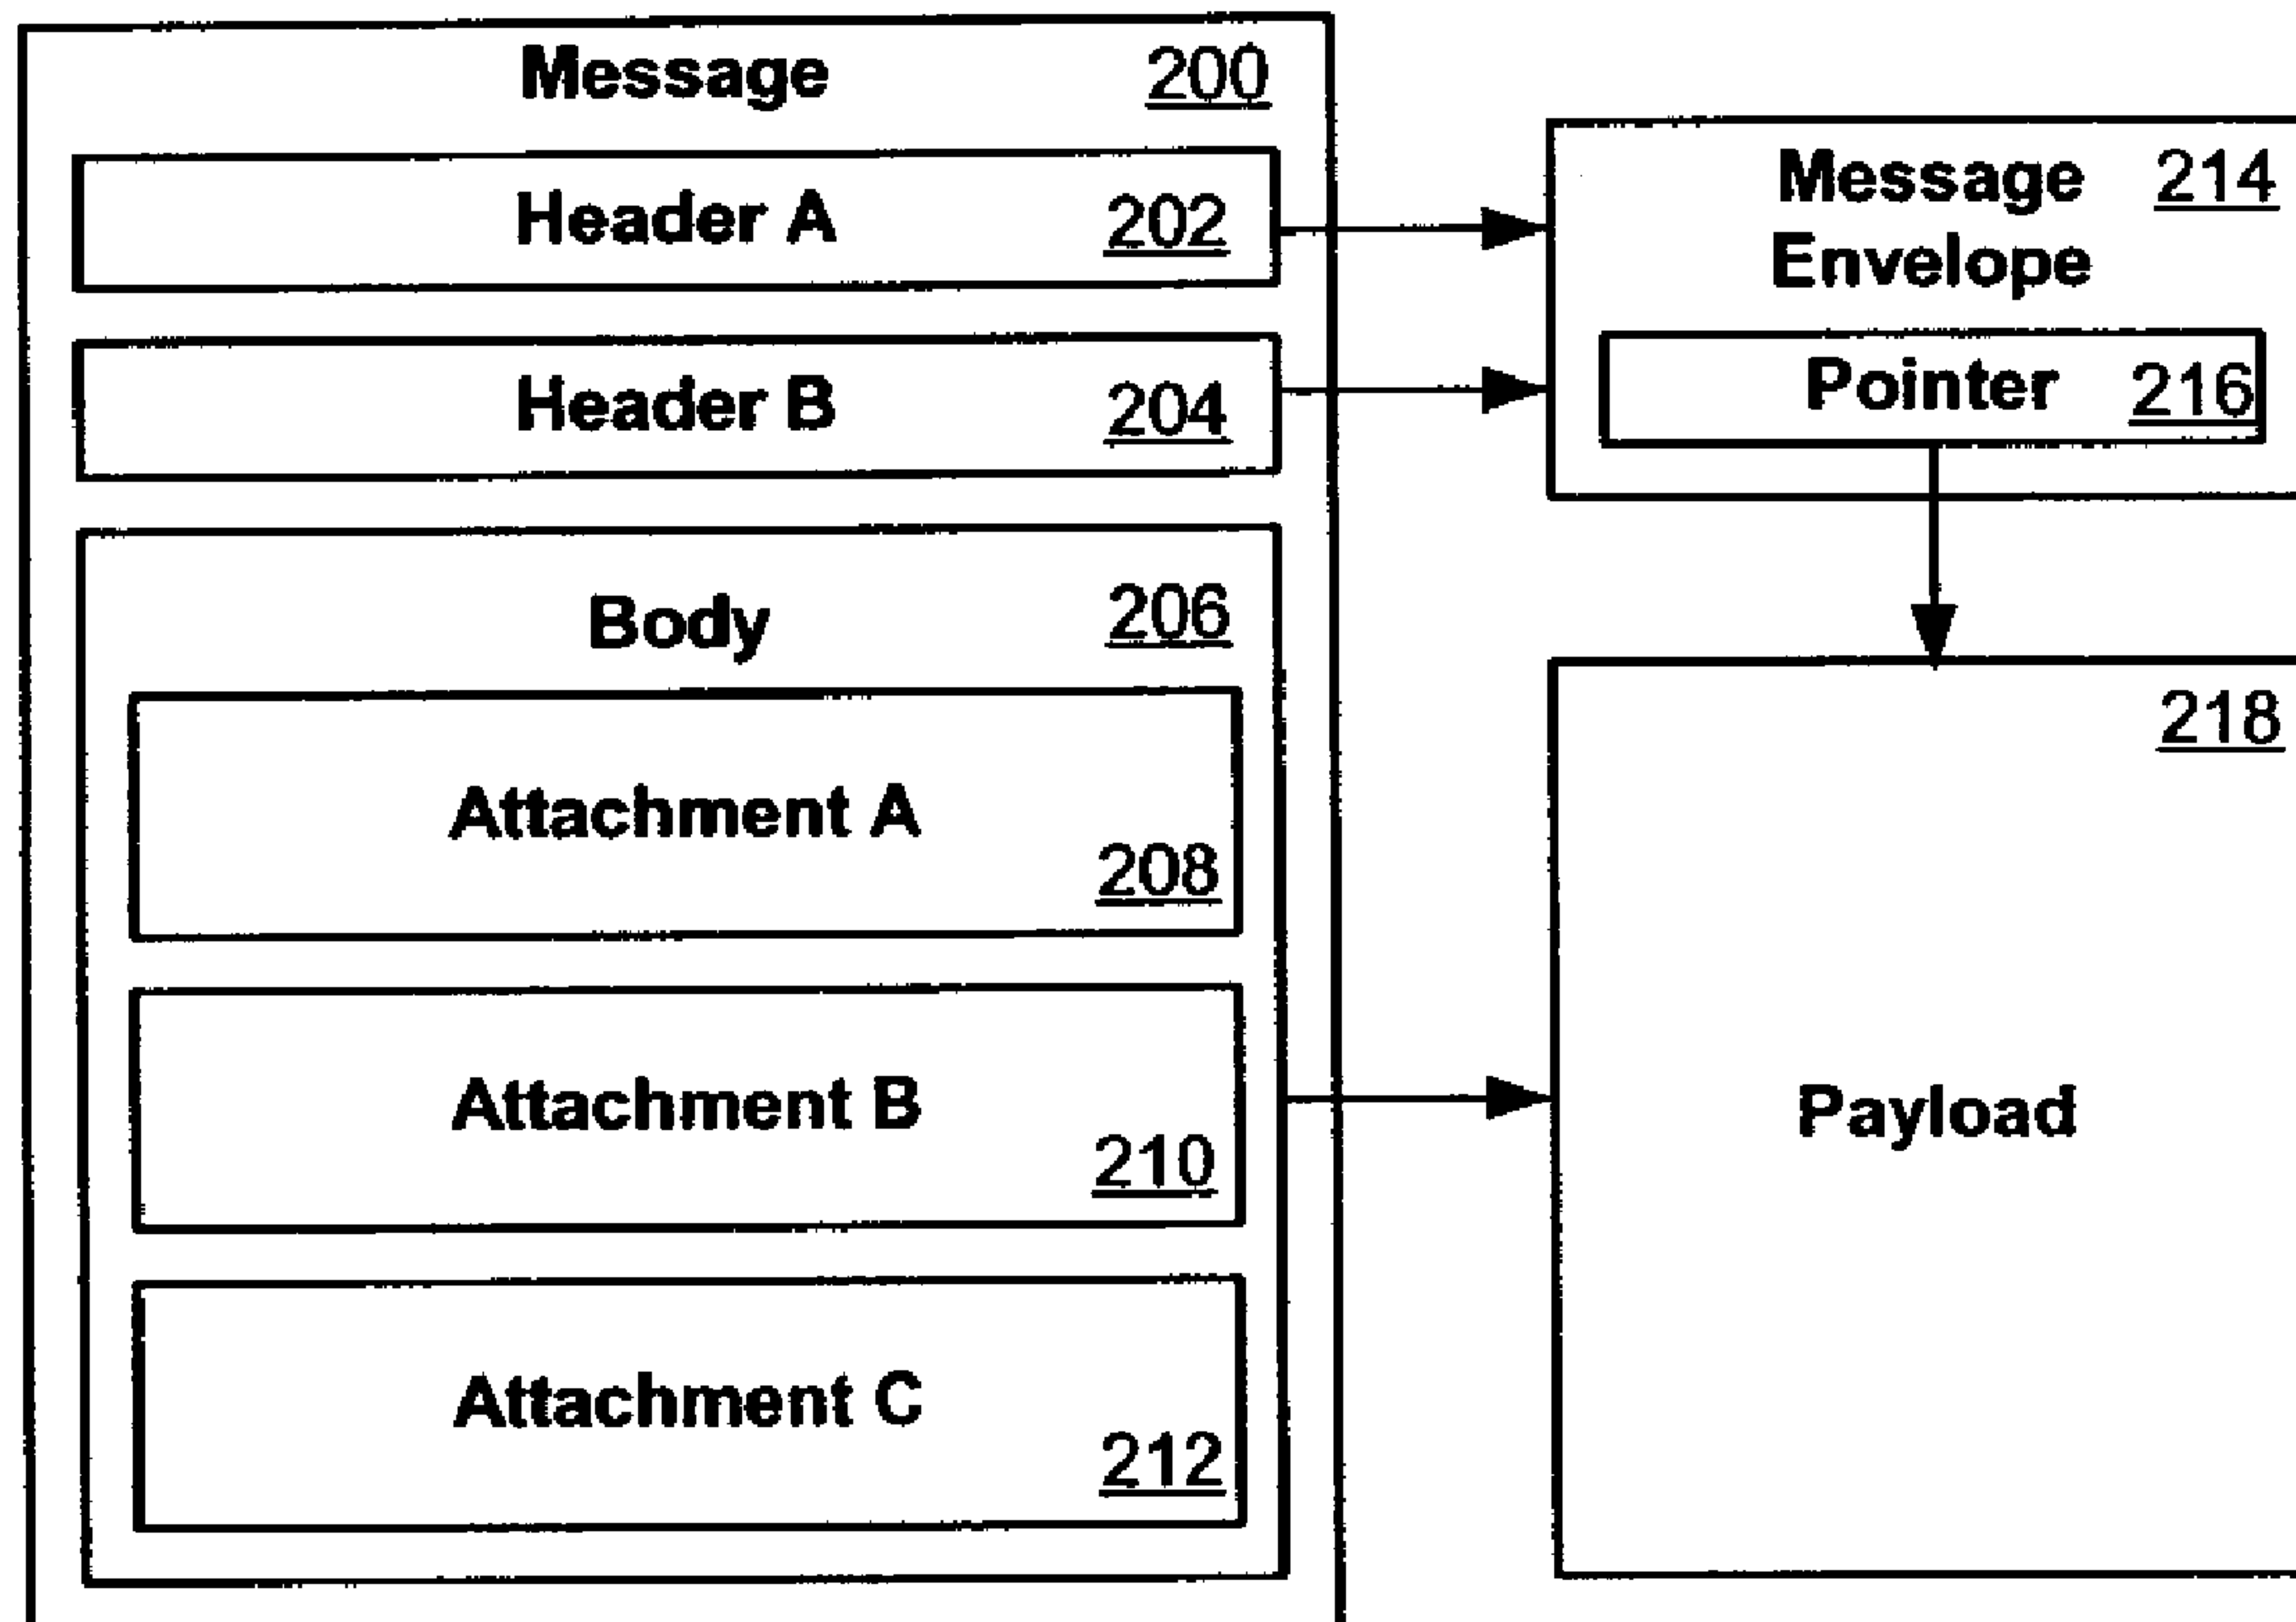 Message 200
Header A 202
Header B 204
Body 206
Attachment A
208
Attachment B
210
Attachment C
212
Message 214
Envelope
Pointer 216
218
Payload